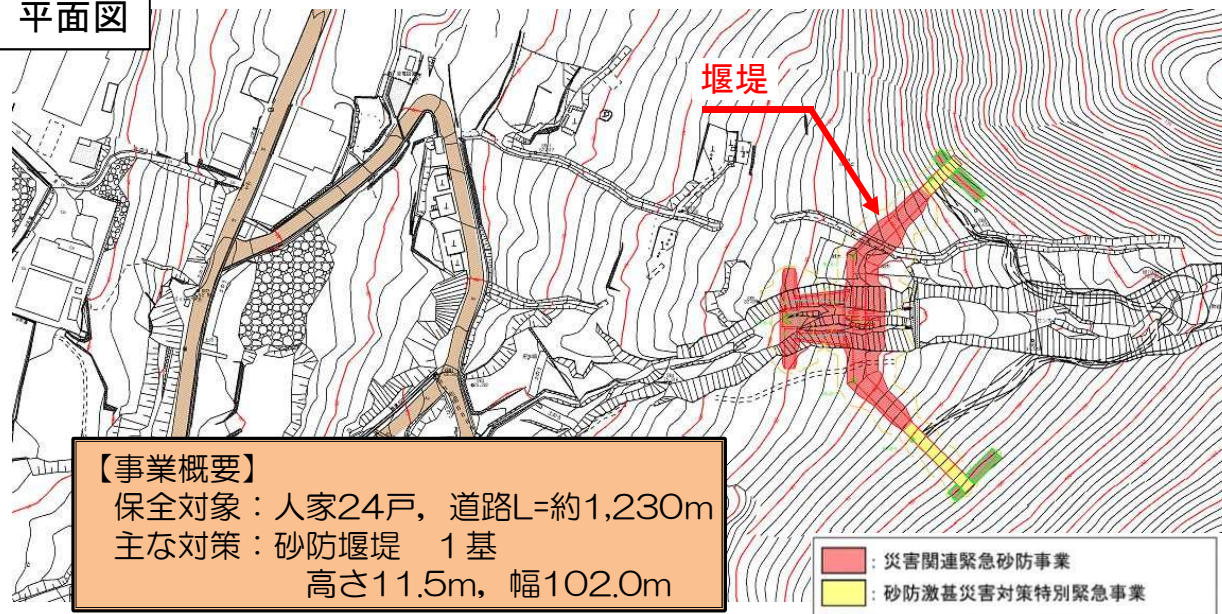 平面図
堰堤
【事業概要】
保全対象：人家24戸，道路L=約1,230m
主な対策：砂防堰堤　１基
高さ11.5m，幅102.0m
：災害関連緊急砂防事業
：砂防激甚災害対策特別緊急事業